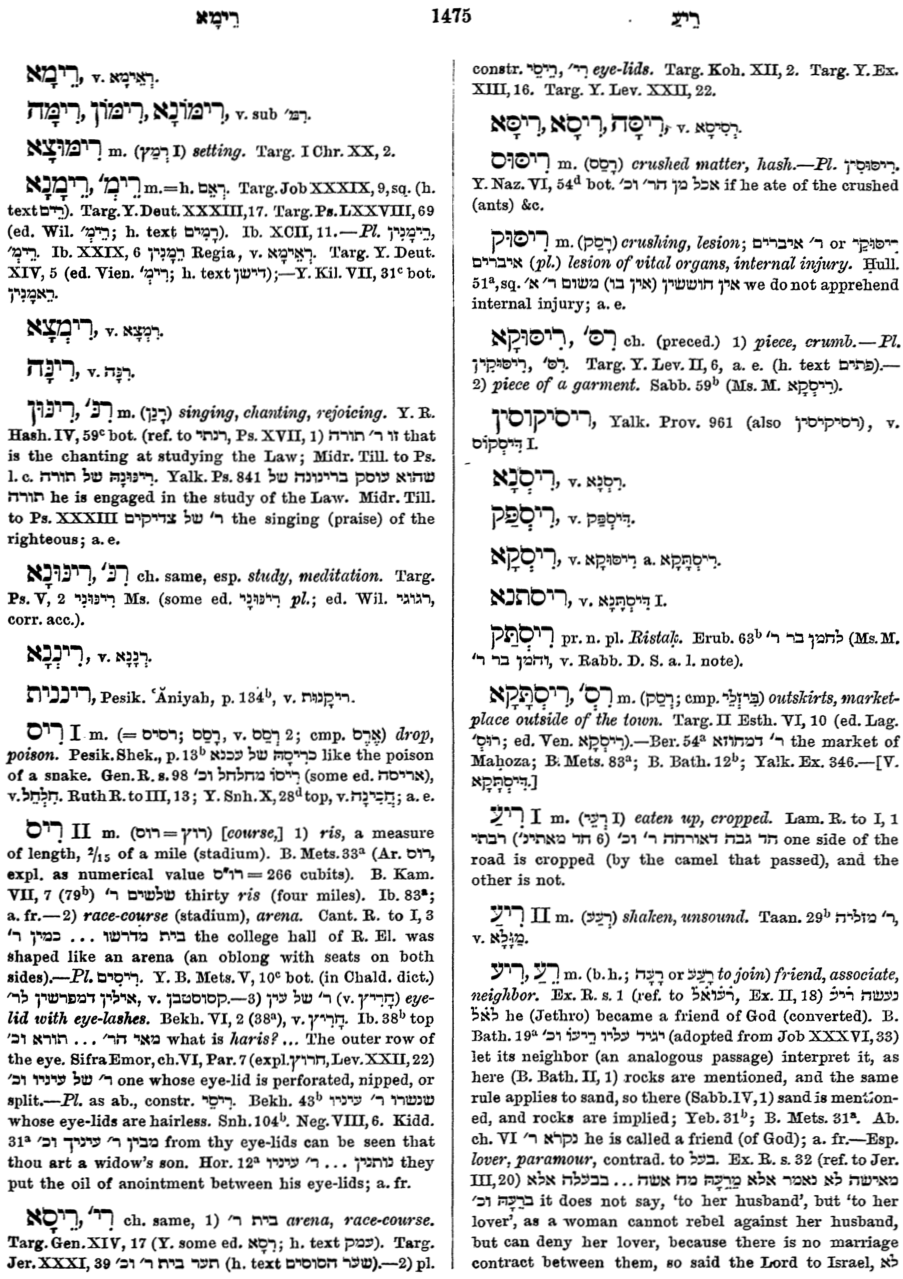 רֵימָא 1475 רֵיעַ
רֵימָא, v. רְאֵימָא.
רִימּוֹנָא, רִימּוֹן, רִימָּה, v. sub רמ׳.
רִימּוּצָא m. (רָמַץ I) setting. Targ. I Chr. XX, 2.
רֵימָנָא, רֵימְ׳ m.=h. רְאֵם. Targ. Job XXXIX, 9, sq. (h.
text רים). Targ. Y. Deut. XXXIII, 17. Targ. Ps. LXXVIII, 69
(ed. Wil. רֵימְ׳; h. text רָמִים). Ib. XCII, 11.—Pl. רֵימָנִין,
רֵימְ׳. Ib. XXIX, 6 רֵמָנִין Regia, v. רְאֵימָא. Targ. Y. Deut.
XIV, 5 (ed. Vien. רֵימְ׳; h. text דישן);—Y. Kil. VII, 31ᶜ bot.
רֵאמָנִין.
רִימְצָא, v. רִמְצָא.
רִינָּה, v. רִנָּה.
רִינּוּן, רִנּ׳ m. (רָנַן) singing, chanting, rejoicing. Y. R.
Hash. IV, 59ᶜ bot. (ref. to רנתי, Ps. XVII, 1) זו ר׳ תורה that
is the chanting at studying the Law; Midr. Till. to Ps.
l. c. רִינּוּנָהּ של תורה. Yalk. Ps. 841 שהוא עוסק ברינונה של
תורה he is engaged in the study of the Law. Midr. Till.
to Ps. XXXIII ר׳ של צדיקים the singing (praise) of the
righteous; a. e.
רִינּוּנָא, רִנּ׳ ch. same, esp. study, meditation. Targ.
Ps. V, 2 רִינּוּנִי Ms. (some ed. רִינּוּנַי pl.; ed. Wil. רגוגי,
corr. acc.).
רִינְנָא, v. רְנָנָא.
רינניות, Pesik. ʿĂniyah, p. 134ᵇ, v. ריקנות.
רִיס I m. (= רסיס; רָסַס, v. רְסַס 2; cmp. אֶרֶס) drop,
poison. Pesik. Shek., p. 13ᵇ כרִיסָהּ של עכנא like the poison
of a snake. Gen. R. s. 98 רִיסוֹ מחלחל וכ׳ (some ed. אריסה),
v. חִלְחֵל. Ruth R. to III, 13; Y. Snh. X, 28ᵈ top, v. חֲכִינָה; a. e.
רִיס II m. (רוּץ=רוס) [course,] 1) ris, a measure
of length, ²/₁₅ of a mile (stadium). B. Mets. 33ᵃ (Ar. רוס,
expl. as numerical value רו״ס = 266 cubits). B. Kam.
VII, 7 (79ᵇ) שלשים ר׳ thirty ris (four miles). Ib. 83ᵃ;
a. fr.—2) race-course (stadium), arena. Cant. R. to I, 3
בית מדרשו ... כמין ר׳ the college hall of R. El. was
shaped like an arena (an oblong with seats on both
sides).—Pl. רִיסִים. Y. B. Mets. V, 10ᶜ bot. (in Chald. dict.)
אילין דמפרשין לר׳, v. קסוסטבן.—3) ר׳ של עין (v. הָרִיץ) eye-
lid with eye-lashes. Bekh. VI, 2 (38ᵃ), v. הָרִיץ. Ib. 38ᵇ top
מאי הר׳ ... תורא וכ׳ what is haris? ... The outer row of
the eye. Sifra Emor, ch. VI, Par. 7 (expl. חרוץ, Lev. XXII, 22)
ר׳ של עיניו וכ׳ one whose eye-lid is perforated, nipped, or
split.—Pl. as ab., constr. רִיסֵי. Bekh. 43ᵇ שנשרו ר׳ עיניו
whose eye-lids are hairless. Snh. 104ᵇ. Neg. VIII, 6. Kidd.
31ᵃ מבין ר׳ עיניך וכ׳ from thy eye-lids can be seen that
thou art a widow's son. Hor. 12ᵃ נותנין ... ר׳ עיניו they
put the oil of anointment between his eye-lids; a. fr.
רֵיסָא, רִי׳ ch. same, 1) בית ר׳ arena, race-course.
Targ. Gen. XIV, 17 (Y. some ed. רֵסָא; h. text עמק). Targ.
Jer. XXXI, 39 תער בית ר׳ וכ׳ (h. text שער הסוסים).—2) pl.
constr. רֵיסֵי, רִי׳ eye-lids. Targ. Koh. XII, 2. Targ. Y. Ex.
XIII, 16. Targ. Y. Lev. XXII, 22.
רִיסָּה, רִיסָא, רִיסָּא, v. רְסִיסָא.
רִיסּוּס m. (רָסַס) crushed matter, hash.—Pl. רִיסּוּסִין.
Y. Naz. VI, 54ᵈ bot. אכל מן הר׳ וכ׳ if he ate of the crushed
(ants) &c.
רִיסּוּק m. (רָסַק) crushing, lesion; ר׳ איברים or רִיסּוּקֵי
איברים (pl.) lesion of vital organs, internal injury. Ḥull.
51ᵃ, sq. אין חוששין (אין בו) משום ר׳ א׳ we do not apprehend
internal injury; a. e.
רִיסּוּקָא, רִסּ׳ ch. (preced.) 1) piece, crumb.—Pl.
רִיסּוּקִין, רִסּ׳. Targ. Y. Lev. II, 6, a. e. (h. text פתים).—
2) piece of a garment. Sabb. 59ᵇ (Ms. M. רִיסְקָא).
ריסיקוסין, Yalk. Prov. 961 (also רסיקיסין), v.
דִּיסְקוֹס I.
רִיסְנָא, v. רִסְנָא.
רִיסְפַּק, v. דִּיסְפַּק.
רִיסְקָא, v. רִיסּוּקָא a. רִיסְתְּקָא.
ריסתנא, v. דִּיסְתָּנָא I.
רִיסְתַּק pr. n. pl. Ristaḳ. Erub. 63ᵇ לחמן בר ר׳ (Ms. M.
והמן בר ר׳, v. Rabb. D. S. a. l. note).
רִיסְתְּקָא, רִסְ׳ m. (רסק; cmp. בִּיזְלֵי) outskirts, market-
place outside of the town. Targ. II Esth. VI, 10 (ed. Lag.
רוּסְ׳; ed. Ven. רִיסְקָא).—Ber. 54ᵃ ר׳ דמחוזא the market of
Maḥoza; B. Mets. 83ᵃ; B. Bath. 12ᵇ; Yalk. Ex. 346.—[V.
דִּיסְתְּקָא.]
רִיעַ I m. (רְעֵי I) eaten up, cropped. Lam. R. to I, 1
חד גבה דאורחה ר׳ וכ׳ (6 חד מאתינ׳) רבתי one side of the
road is cropped (by the camel that passed), and the
other is not.
רִיעַ II m. (רְעַע) shaken, unsound. Taan. 29ᵇ ר׳ מזליה,
v. מַזָּלָא.
רֵיעַ, רֵעַ m. (b. h.; רָעָה or רָעַע to join) friend, associate,
neighbor. Ex. R. s. 1 (ref. to רעואל, Ex. II, 18) נעשה ריע
לאל he (Jethro) became a friend of God (converted). B.
Bath. 19ᵃ יגיד עליו רֵיעוֹ וכ׳ (adopted from Job XXXVI, 33)
let its neighbor (an analogous passage) interpret it, as
here (B. Bath. II, 1) rocks are mentioned, and the same
rule applies to sand, so there (Sabb. IV, 1) sand is mention-
ed, and rocks are implied; Yeb. 31ᵇ; B. Mets. 31ᵃ. Ab.
ch. VI נקרא ר׳ he is called a friend (of God); a. fr.—Esp.
lover, paramour, contrad. to בעל. Ex. R. s. 32 (ref. to Jer.
III, 20) מאישה לא נאמר אלא מֵרֵעָהּ מה אשה ... בבעלה אלא
ברֵעָהּ וכ׳ it does not say, 'to her husband', but 'to her
lover', as a woman cannot rebel against her husband,
but can deny her lover, because there is no marriage
contract between them, so said the Lord to Israel, לא